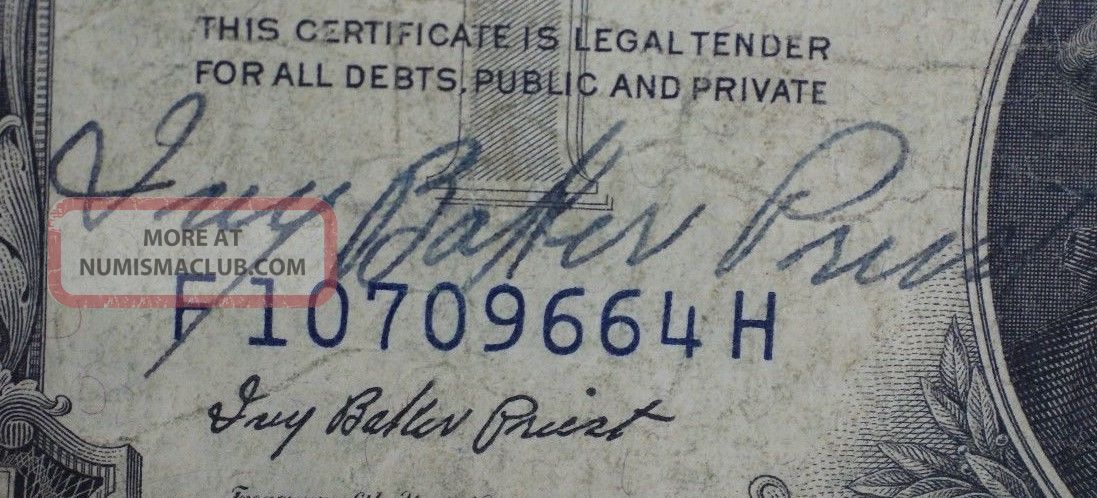 THIS CERTIFICATE IS LEGAL TENDER
FOR ALL DEBTS, PUBLIC AND PRIVATE
Ivy Baker Priest
MORE AT
NUMISMACLUB.COM
F10709664H
Ivy Baker Priest